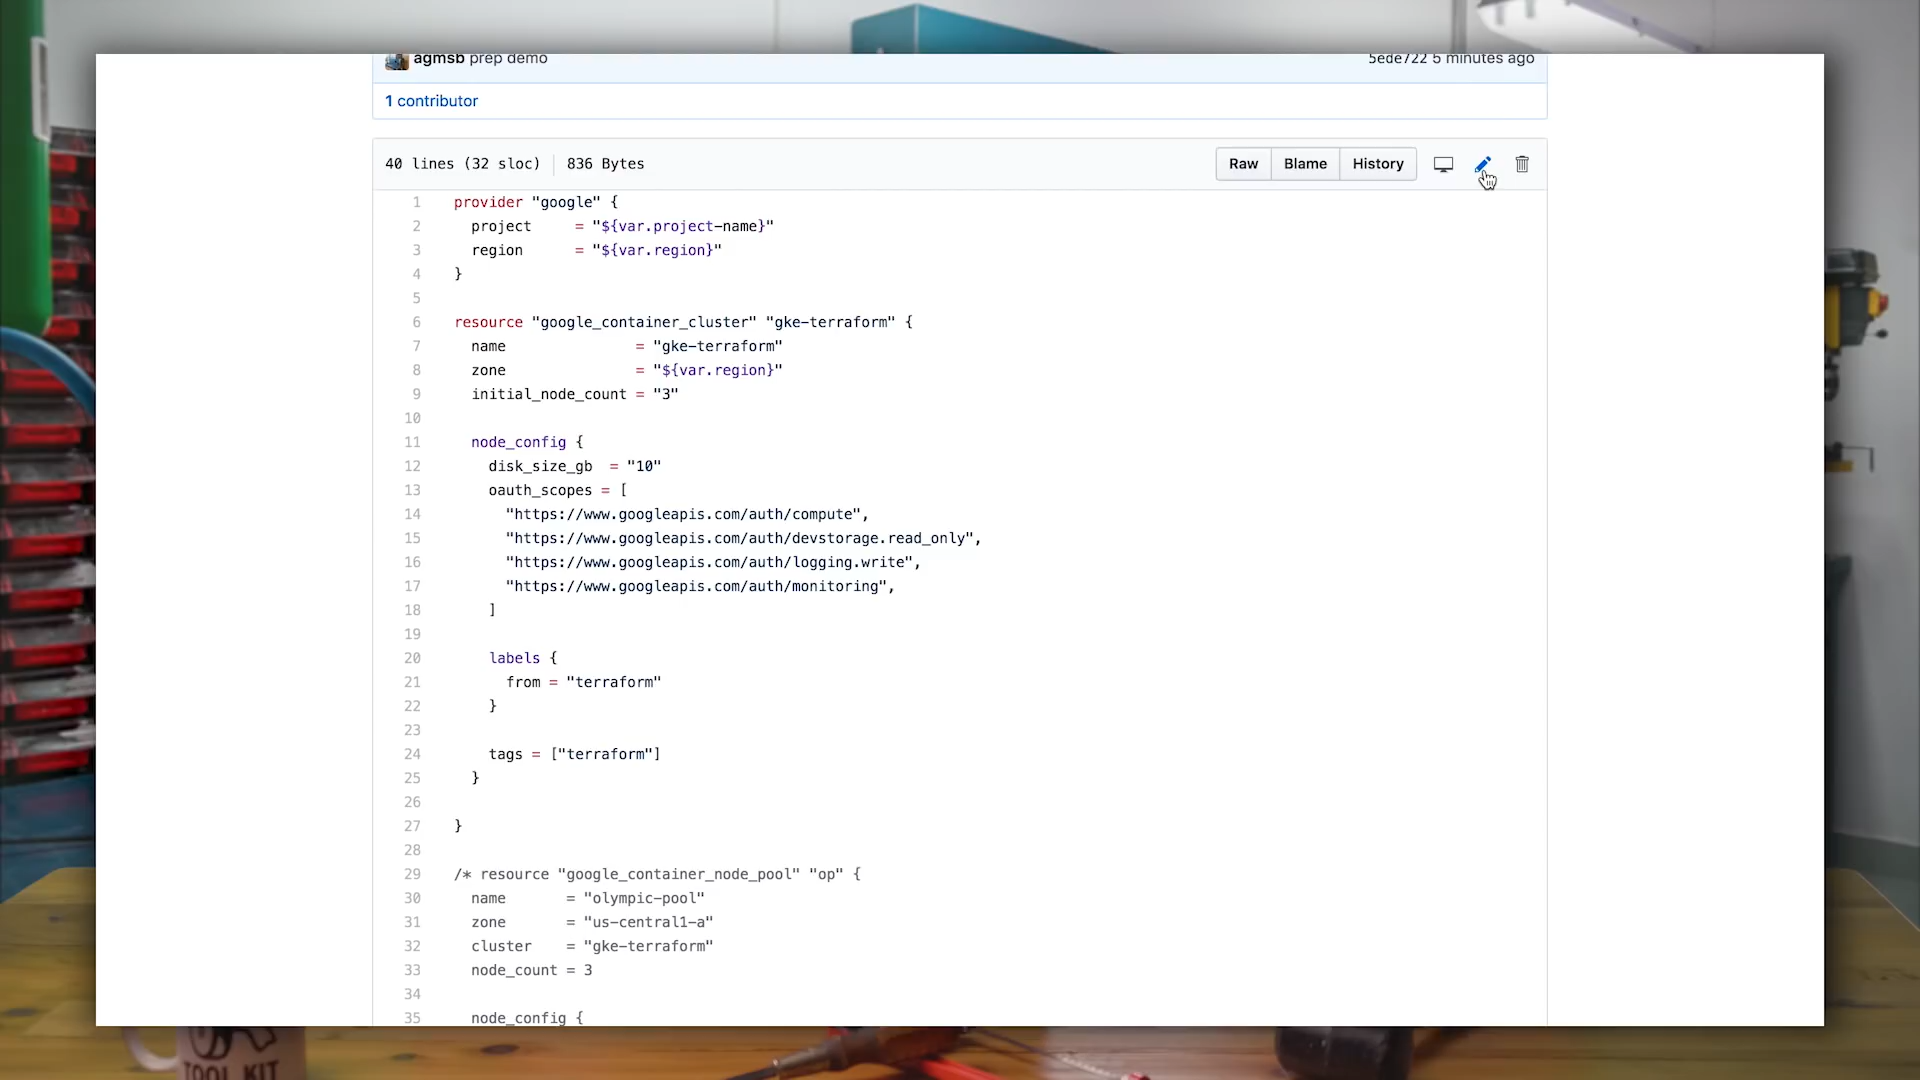 agmsb prep demo 5ede722 5 minutes ago
1 contributor
40 lines (32 sloc) 836 Bytes Raw Blame History
1 provider "google" {
2 project = "${var.project-name}"
3 region = "${var.region}"
4 }
5
6 resource "google_container_cluster" "gke-terraform" {
7 name = "gke-terraform"
8 zone = "${var.region}"
9 initial_node_count = "3"
10
11 node_config {
12 disk_size_gb = "10"
13 oauth_scopes = [
14 "https://www.googleapis.com/auth/compute",
15 "https://www.googleapis.com/auth/devstorage.read_only",
16 "https://www.googleapis.com/auth/logging.write",
17 "https://www.googleapis.com/auth/monitoring",
18 ]
19
20 labels {
21 from = "terraform"
22 }
23
24 tags = ["terraform"]
25 }
26
27 }
28
29 /* resource "google_container_node_pool" "op" {
30 name = "olympic-pool"
31 zone = "us-central1-a"
32 cluster = "gke-terraform"
33 node_count = 3
34
35 node_config {
TOOL KIT